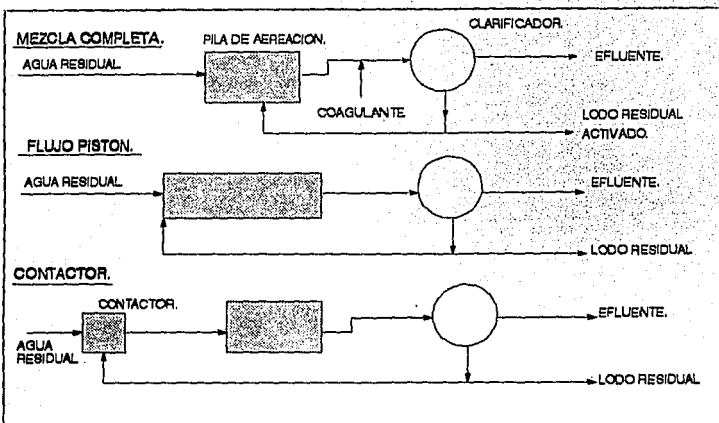 MEZCLA COMPLETA.
PILA DE AEREACION.
CLARIFICADOR.
AGUA RESIDUAL.
EFLUENTE.
COAGULANTE
LODO RESIDUAL
ACTIVADO.
FLUJO PISTON.
AGUA RESIDUAL
EFLUENTE.
LODO RESIDUAL
CONTACTOR.
CONTACTOR.
EFLUENTE.
AGUA
RESIDUAL
LODO RESIDUAL